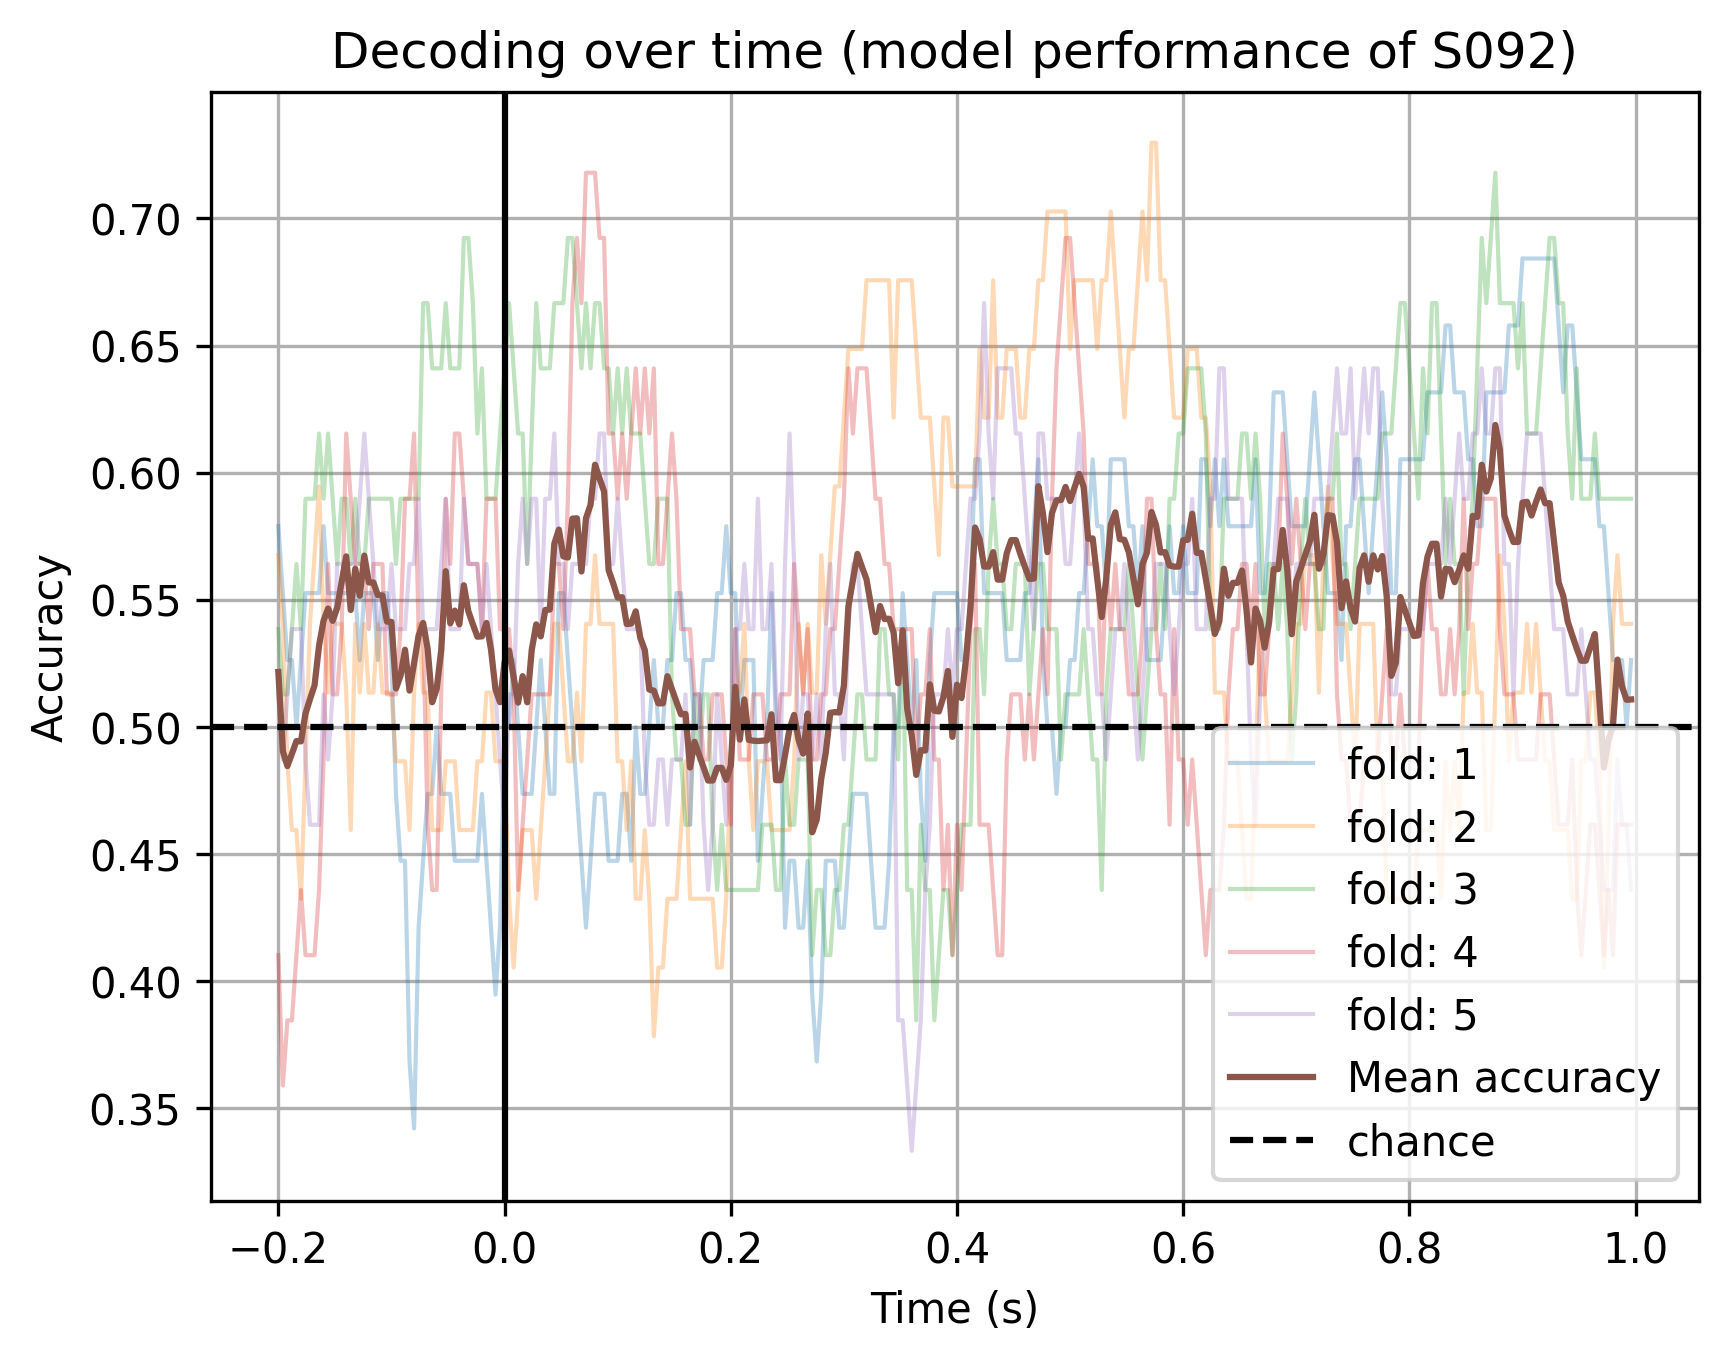 Decoding over time (model performance of S092)
Accuracy
0.70
0.65
0.60
0.55
0.50
0.45
0.40
0.35
fold: 1
fold: 2
fold: 3
fold: 4
fold: 5
Mean accuracy
chance
−0.2 0.0 0.2 0.4 0.6 0.8 1.0
Time (s)